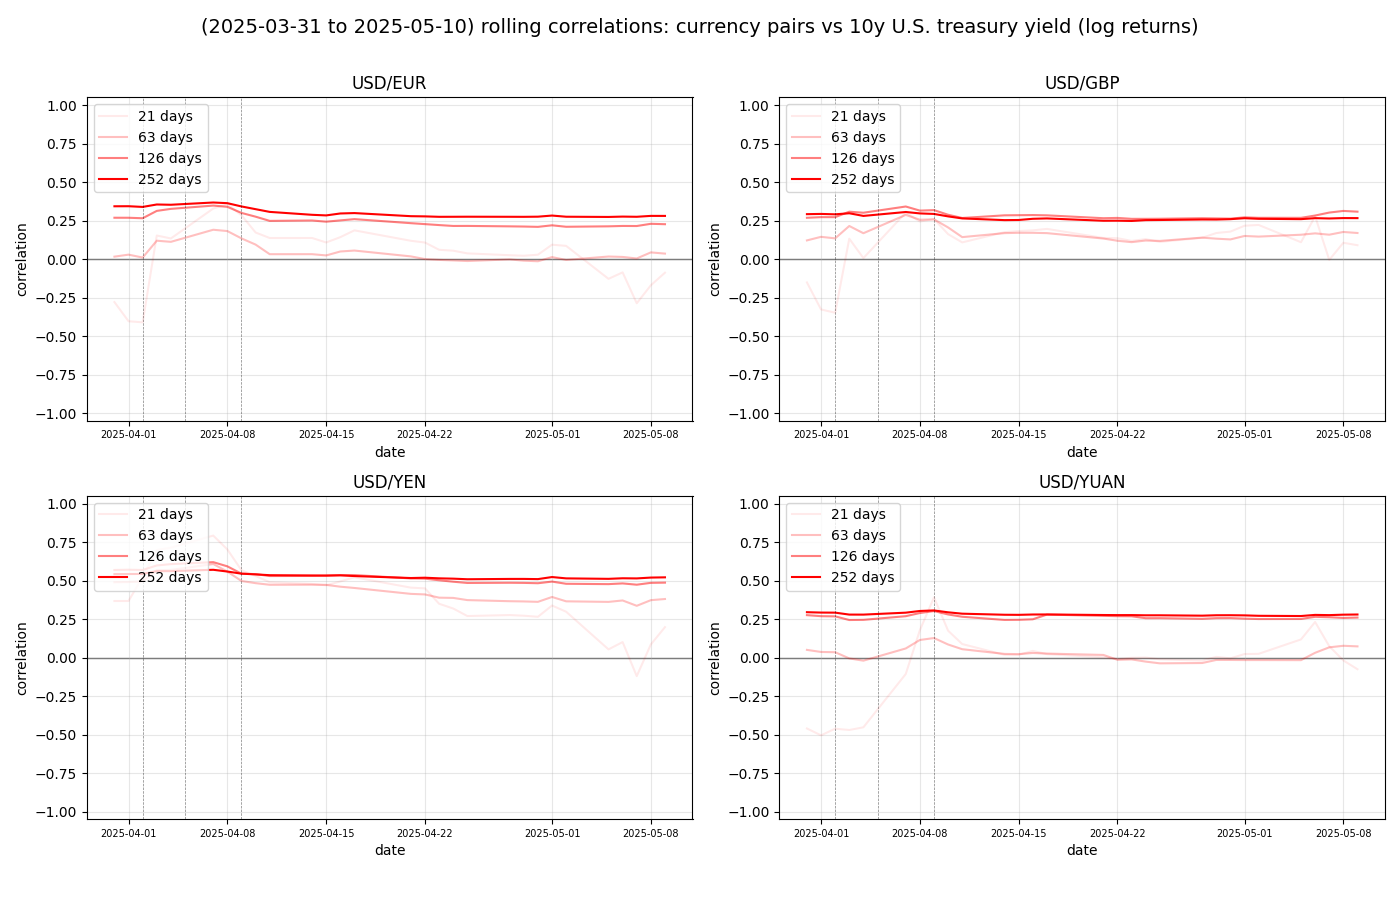 (2025-03-31 to 2025-05-10) rolling correlations: currency pairs vs 10y U.S. treasury yield (log returns)
USD/EUR
1.00
0.75
0.50
0.25
0.00
−0.25
−0.50
−0.75
−1.00
correlation
21 days
63 days
126 days
252 days
2025-04-01
2025-04-08
2025-04-15
2025-04-22
2025-05-01
2025-05-08
date
USD/GBP
1.00
0.75
0.50
0.25
0.00
−0.25
−0.50
−0.75
−1.00
correlation
21 days
63 days
126 days
252 days
2025-04-01
2025-04-08
2025-04-15
2025-04-22
2025-05-01
2025-05-08
date
USD/YEN
1.00
0.75
0.50
0.25
0.00
−0.25
−0.50
−0.75
−1.00
correlation
21 days
63 days
126 days
252 days
2025-04-01
2025-04-08
2025-04-15
2025-04-22
2025-05-01
2025-05-08
date
USD/YUAN
1.00
0.75
0.50
0.25
0.00
−0.25
−0.50
−0.75
−1.00
correlation
21 days
63 days
126 days
252 days
2025-04-01
2025-04-08
2025-04-15
2025-04-22
2025-05-01
2025-05-08
date